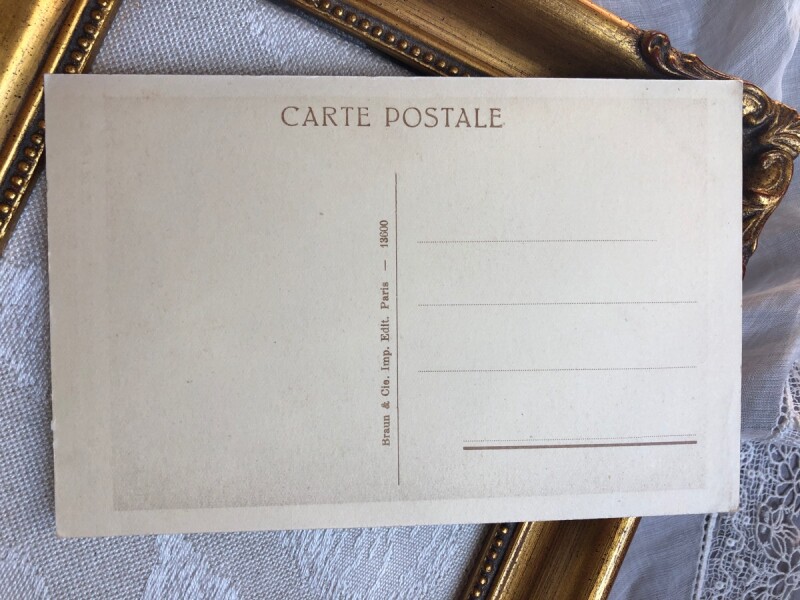 CARTE POSTALE
Braun & Cie. Imp. Edit. Paris — 13600